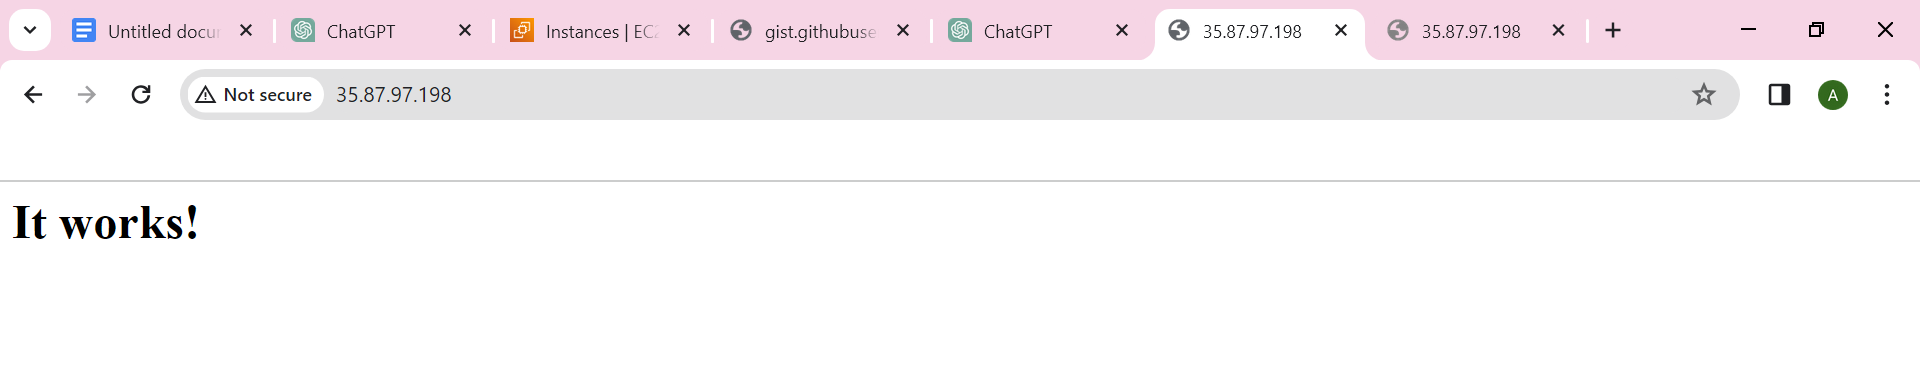 Untitled docu
ChatGPT
Instances | EC2
gist.githubuse
ChatGPT
35.87.97.198
35.87.97.198
Not secure
35.87.97.198
A
It works!